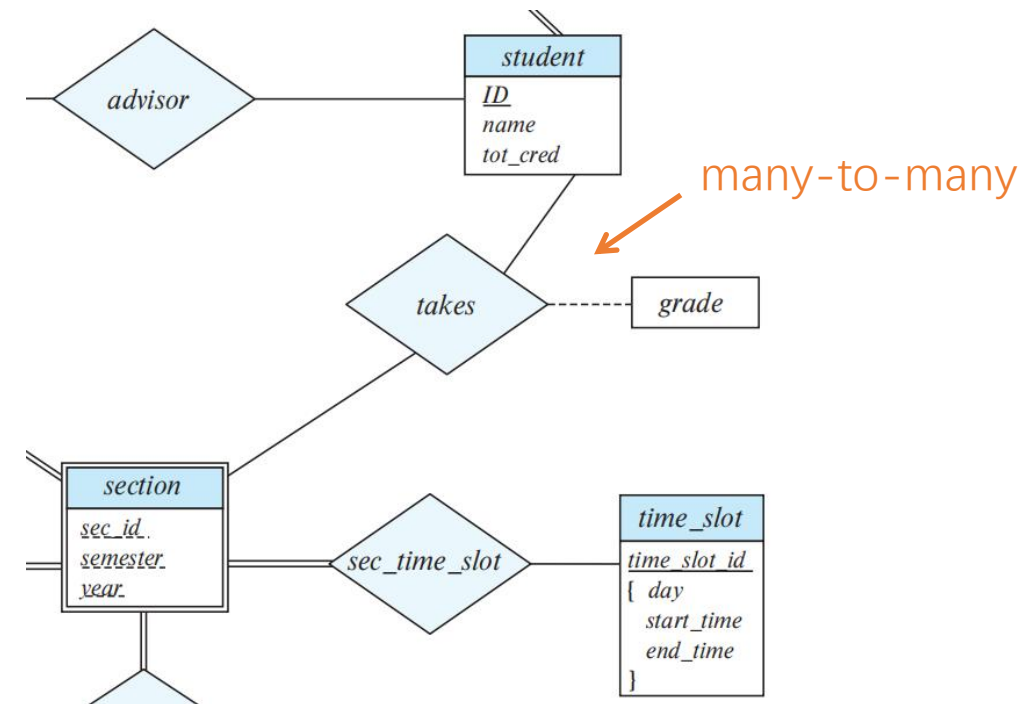 student
advisor
ID
name
tot_cred
many-to-many
takes
grade
section
sec_id
semester
year
sec_time_slot
time_slot
time_slot_id
{ day
start_time
end_time
}